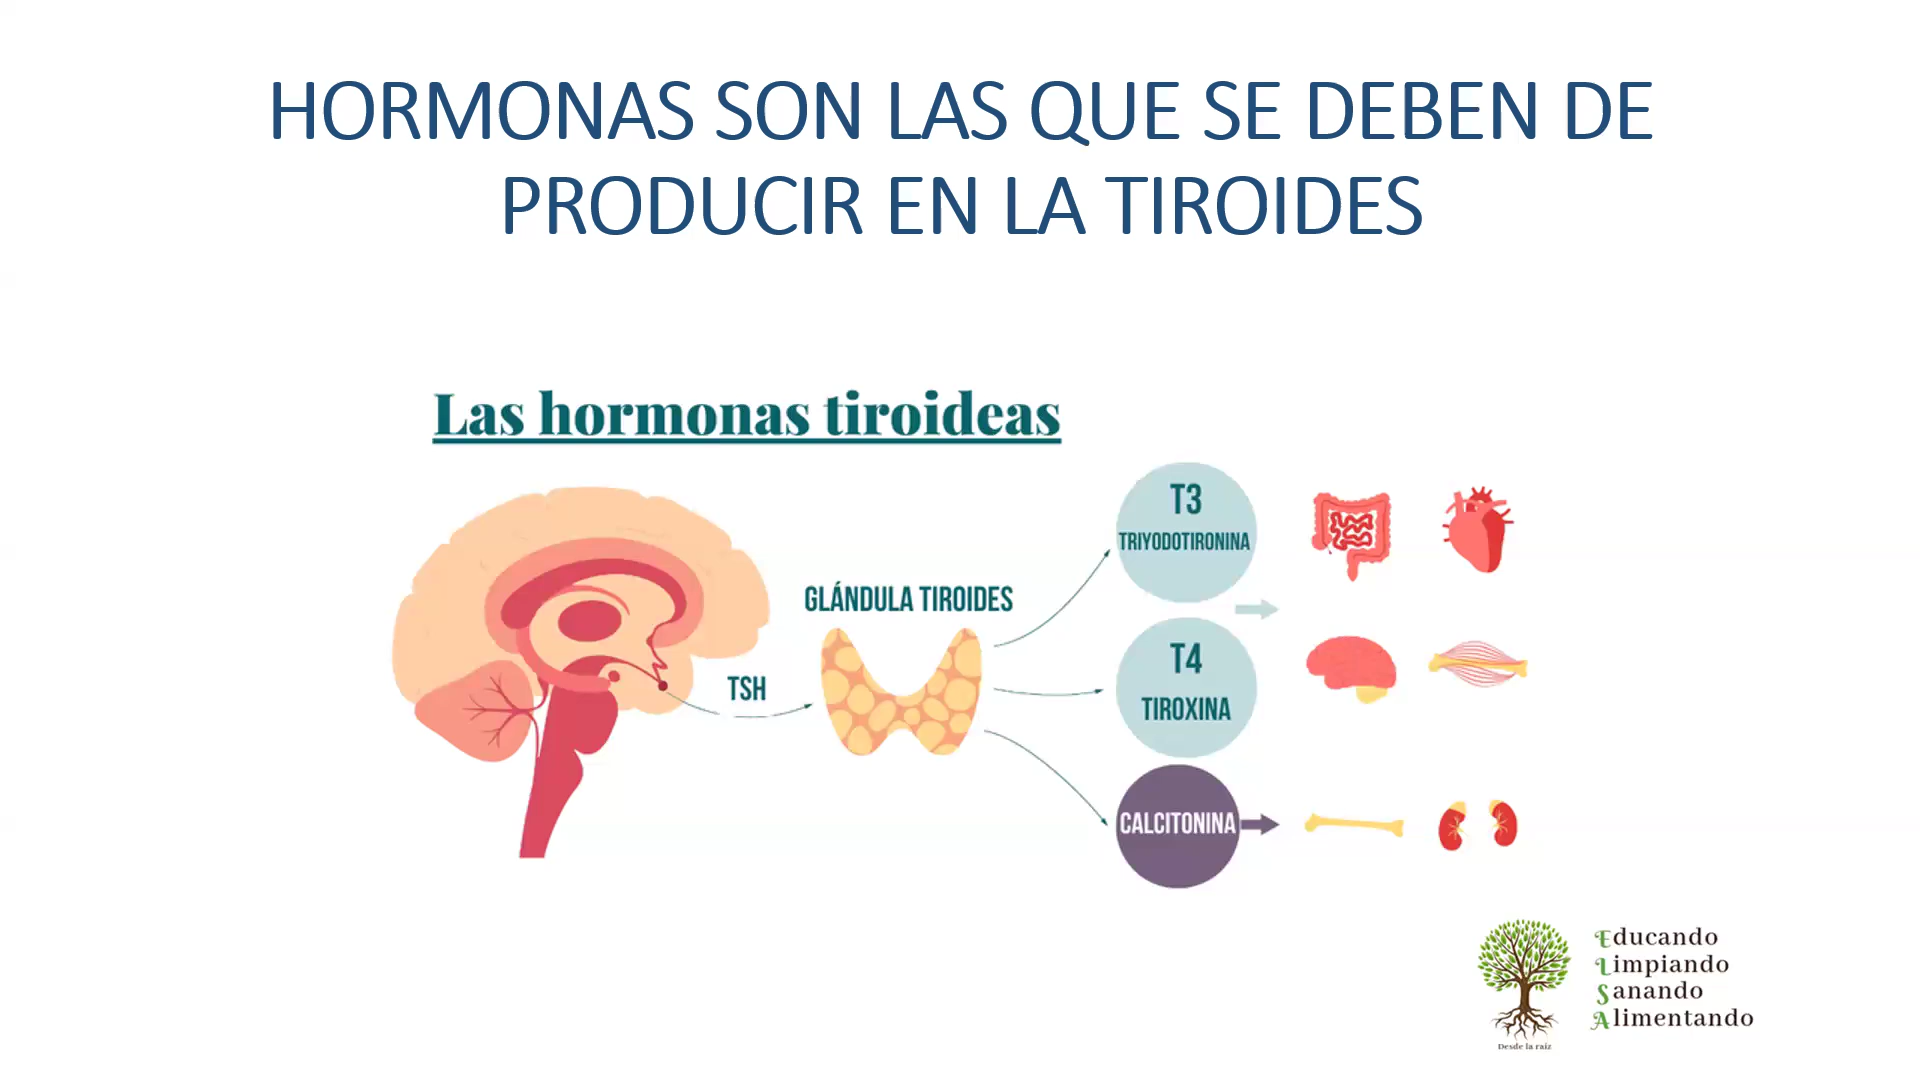 HORMONAS SON LAS QUE SE DEBEN DE
PRODUCIR EN LA TIROIDES
Las hormonas tiroideas
T3
TRIYODOTIRONINA
GLÁNDULA TIROIDES
TSH
T4
TIROXINA
CALCITONINA
Educando
Limpiando
Sanando
Alimentando
Desde la raíz